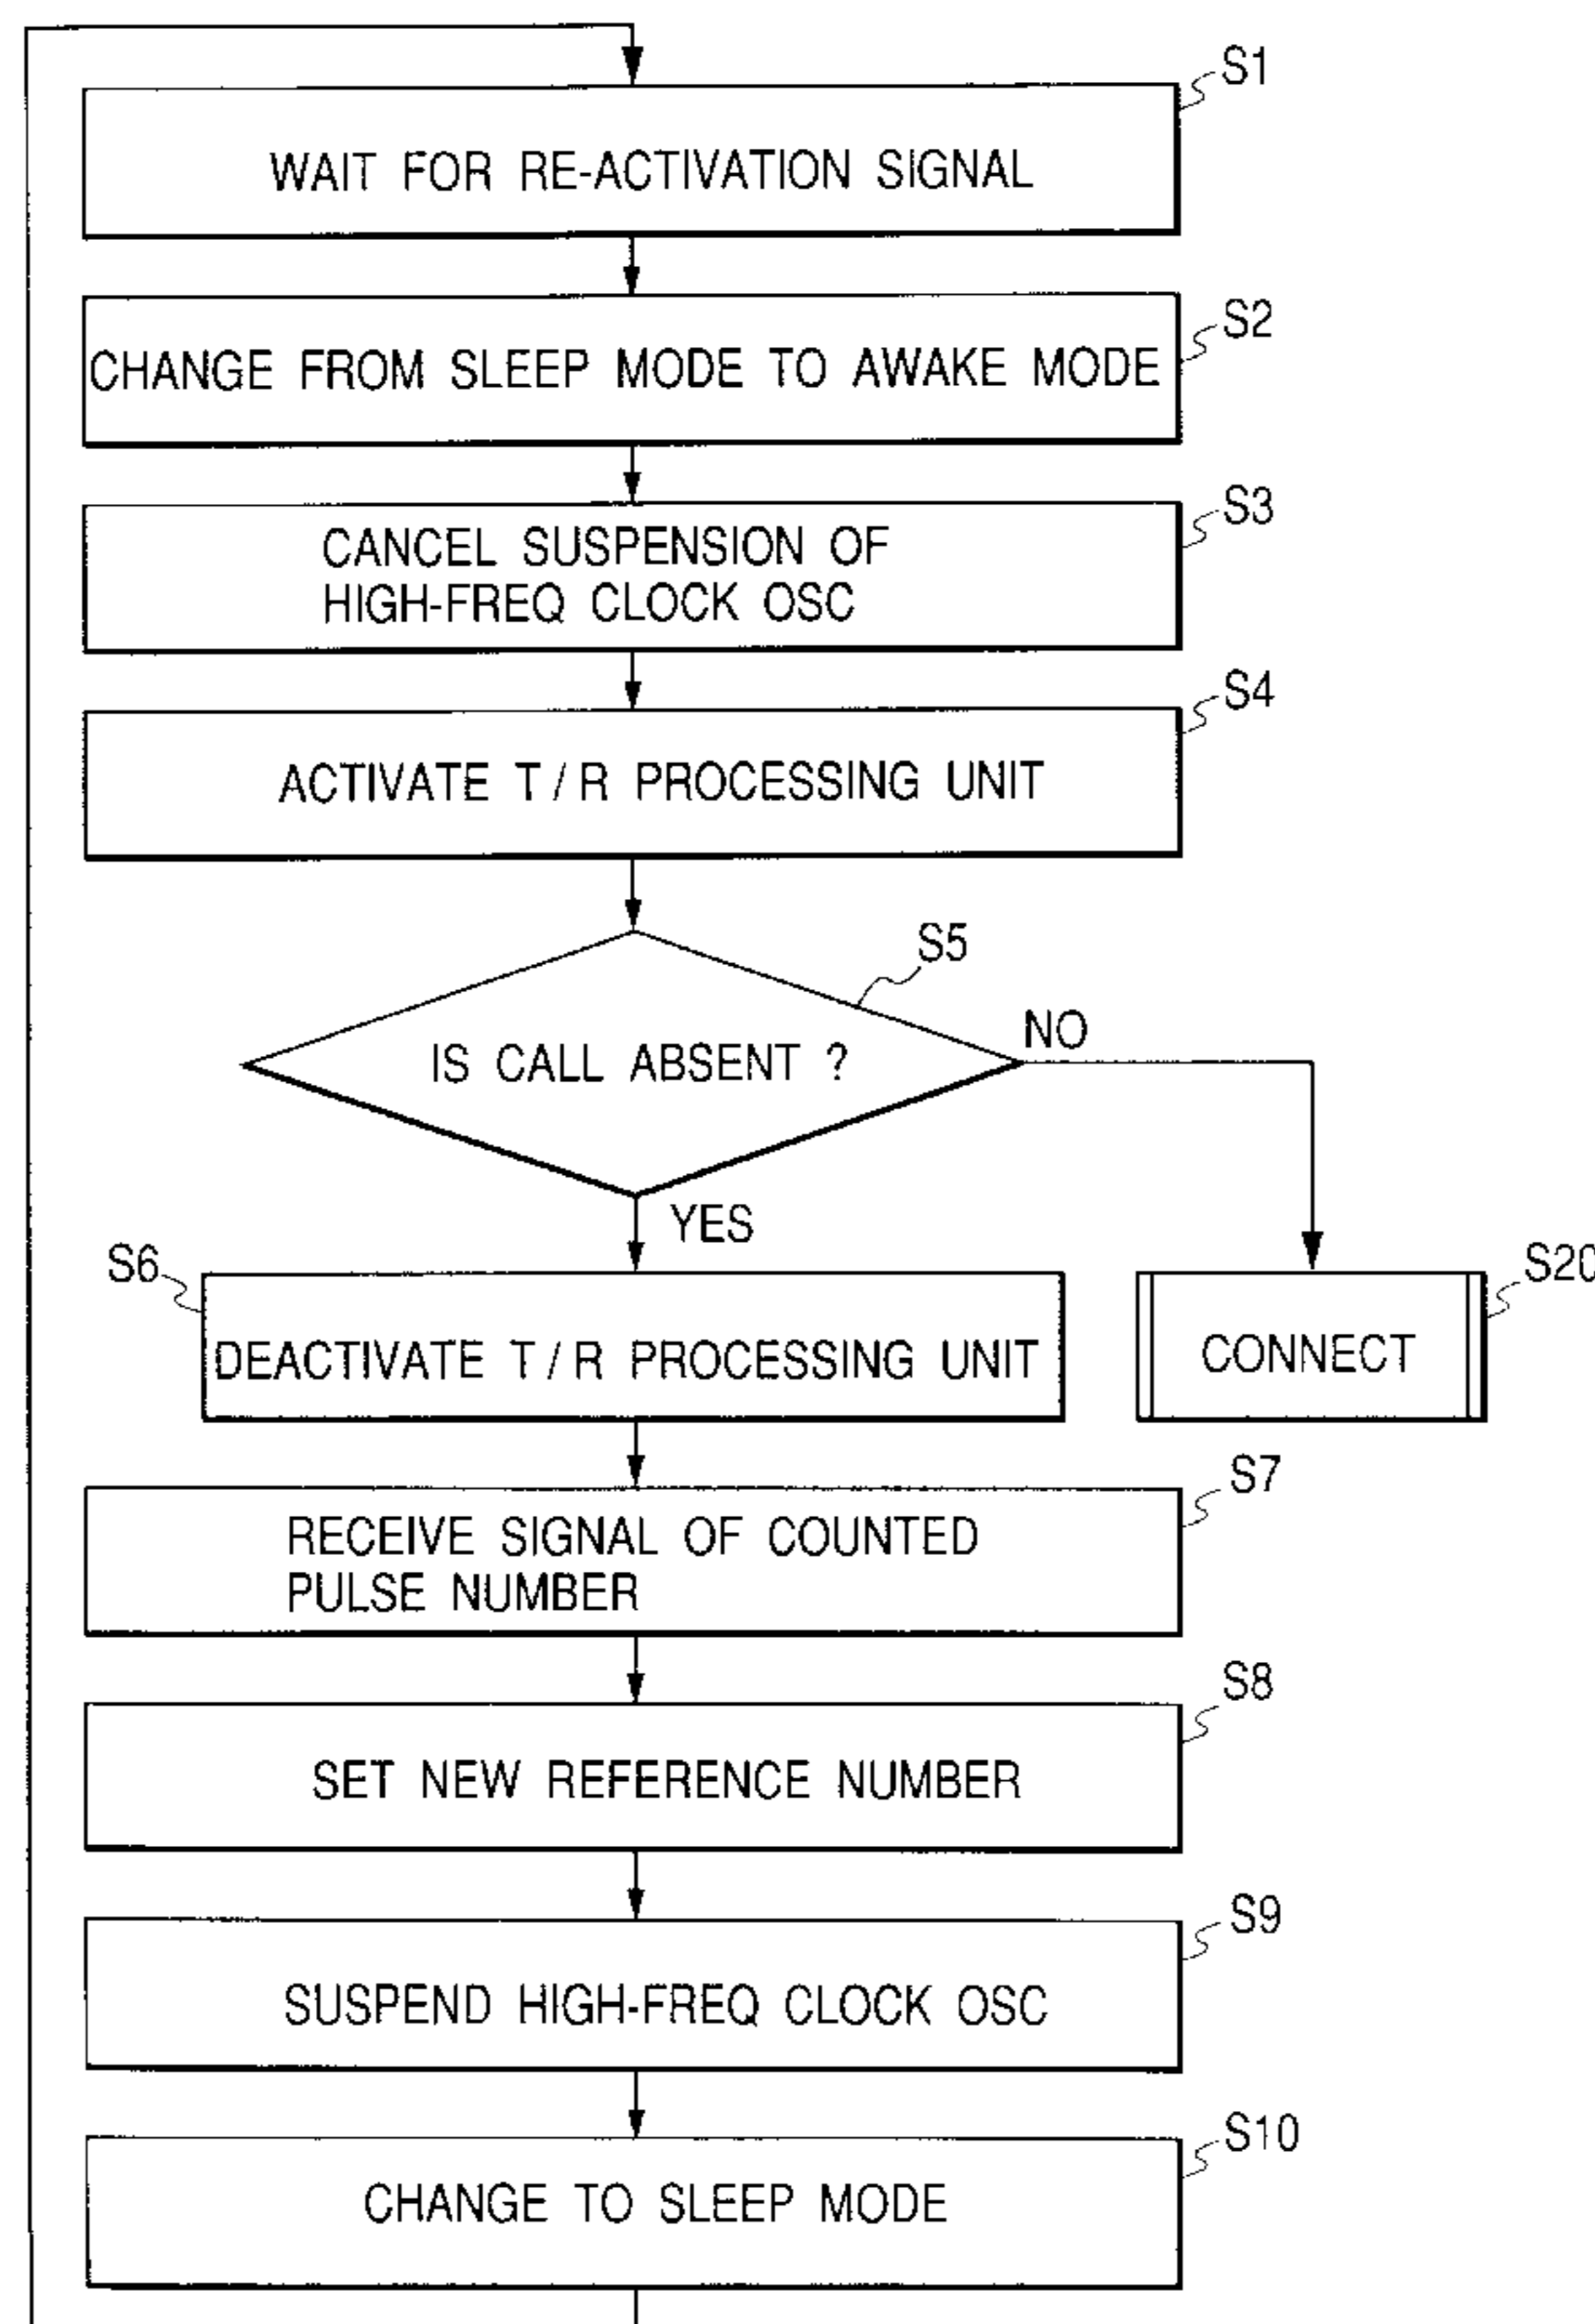 S1
WAIT FOR RE-ACTIVATION SIGNAL
S2
CHANGE FROM SLEEP MODE TO AWAKE MODE
S3
CANCEL SUSPENSION OF
HIGH-FREQ CLOCK OSC
S4
ACTIVATE T/R PROCESSING UNIT
S5
IS CALL ABSENT ?
NO
YES
S6
DEACTIVATE T/R PROCESSING UNIT
S20
CONNECT
S7
RECEIVE SIGNAL OF COUNTED
PULSE NUMBER
S8
SET NEW REFERENCE NUMBER
S9
SUSPEND HIGH-FREQ CLOCK OSC
S10
CHANGE TO SLEEP MODE